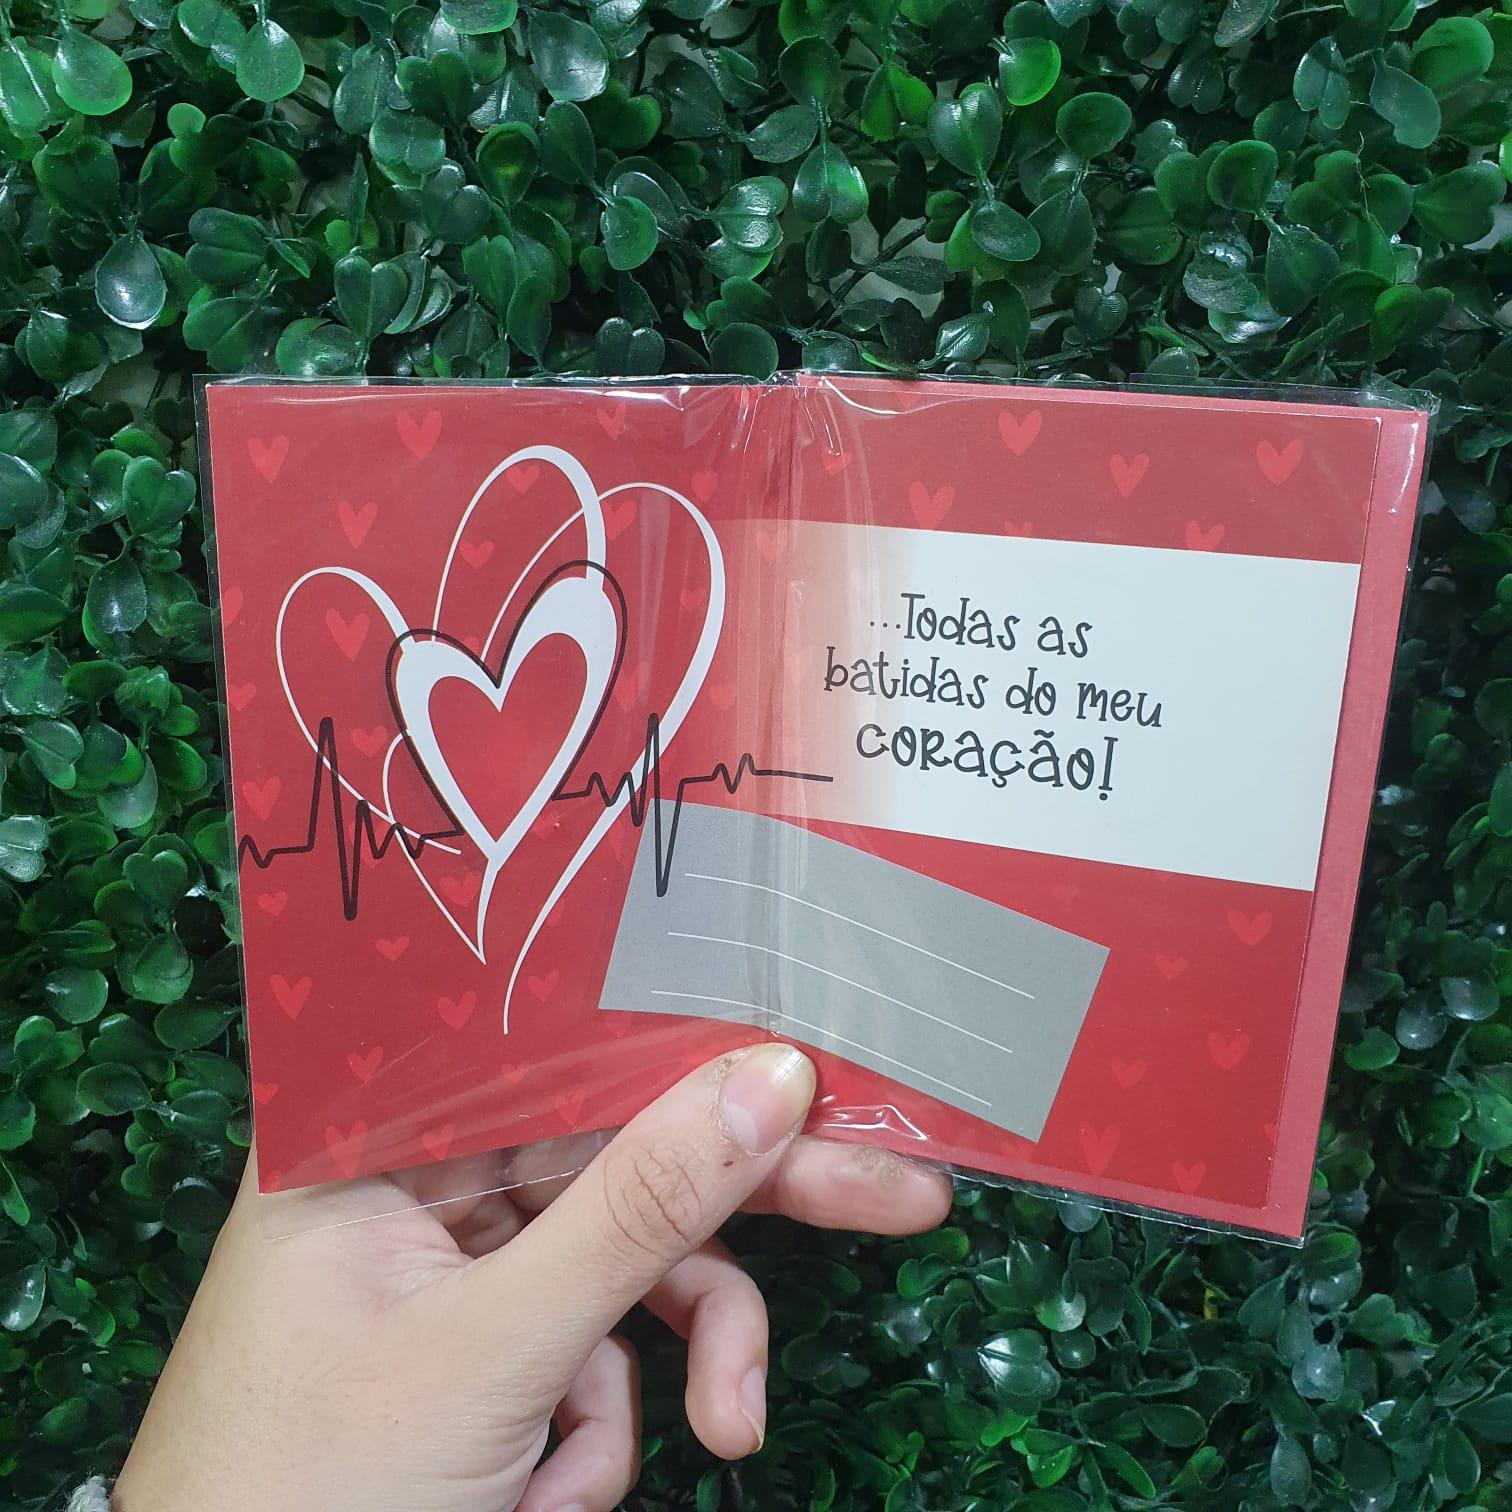 ...Todas as
batidas do meu
coração!